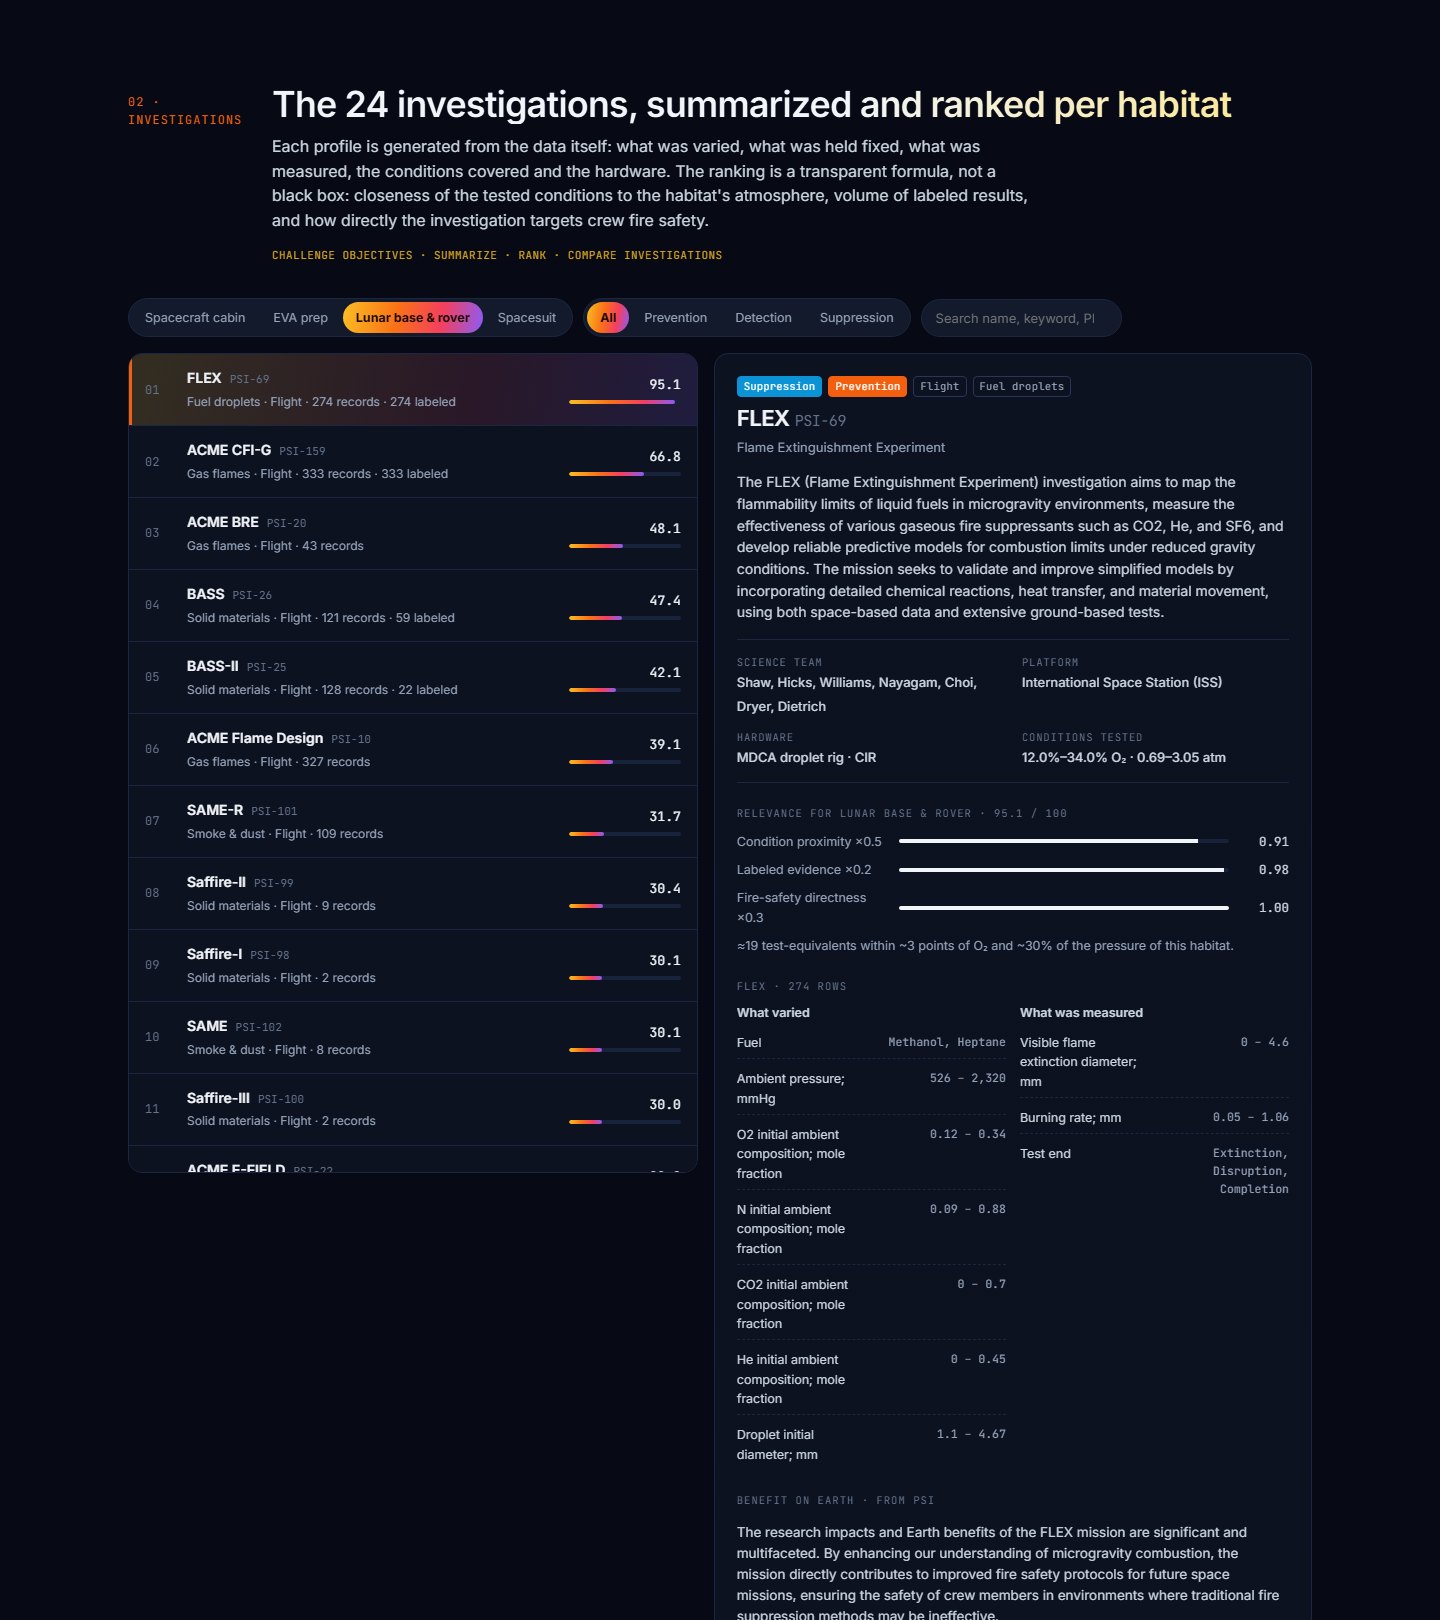 02 ·
INVESTIGATIONS
The 24 investigations, summarized and ranked per habitat
Each profile is generated from the data itself: what was varied, what was held fixed, what was
measured, the conditions covered and the hardware. The ranking is a transparent formula, not a
black box: closeness of the tested conditions to the habitat's atmosphere, volume of labeled results,
and how directly the investigation targets crew fire safety.
CHALLENGE OBJECTIVES · SUMMARIZE · RANK · COMPARE INVESTIGATIONS
Spacecraft cabin EVA prep Lunar base & rover Spacesuit All Prevention Detection Suppression Search name, keyword, PI
01 FLEX PSI-69 95.1
Fuel droplets · Flight · 274 records · 274 labeled
02 ACME CFI-G PSI-159 66.8
Gas flames · Flight · 333 records · 333 labeled
03 ACME BRE PSI-20 48.1
Gas flames · Flight · 43 records
04 BASS PSI-26 47.4
Solid materials · Flight · 121 records · 59 labeled
05 BASS-II PSI-25 42.1
Solid materials · Flight · 128 records · 22 labeled
06 ACME Flame Design PSI-10 39.1
Gas flames · Flight · 327 records
07 SAME-R PSI-101 31.7
Smoke & dust · Flight · 109 records
08 Saffire-II PSI-99 30.4
Solid materials · Flight · 9 records
09 Saffire-I PSI-98 30.1
Solid materials · Flight · 2 records
10 SAME PSI-102 30.1
Smoke & dust · Flight · 8 records
11 Saffire-III PSI-100 30.0
Solid materials · Flight · 2 records
ACME E-FIELD PSI-22
Suppression Prevention Flight Fuel droplets
FLEX PSI-69
Flame Extinguishment Experiment
The FLEX (Flame Extinguishment Experiment) investigation aims to map the
flammability limits of liquid fuels in microgravity environments, measure the
effectiveness of various gaseous fire suppressants such as CO2, He, and SF6, and
develop reliable predictive models for combustion limits under reduced gravity
conditions. The mission seeks to validate and improve simplified models by
incorporating detailed chemical reactions, heat transfer, and material movement,
using both space-based data and extensive ground-based tests.
SCIENCE TEAM
Shaw, Hicks, Williams, Nayagam, Choi,
Dryer, Dietrich
PLATFORM
International Space Station (ISS)
HARDWARE
MDCA droplet rig · CIR
CONDITIONS TESTED
12.0%–34.0% O₂ · 0.69–3.05 atm
RELEVANCE FOR LUNAR BASE & ROVER · 95.1 / 100
Condition proximity ×0.5 0.91
Labeled evidence ×0.2 0.98
Fire-safety directness
×0.3 1.00
≈19 test-equivalents within ~3 points of O₂ and ~30% of the pressure of this habitat.
FLEX · 274 ROWS
What varied
Fuel Methanol, Heptane
Ambient pressure; 526 – 2,320
mmHg
O2 initial ambient 0.12 – 0.34
composition; mole
fraction
N initial ambient 0.09 – 0.88
composition; mole
fraction
CO2 initial ambient 0 – 0.7
composition; mole
fraction
He initial ambient 0 – 0.45
composition; mole
fraction
Droplet initial 1.1 – 4.67
diameter; mm
What was measured
Visible flame 0 – 4.6
extinction diameter;
mm
Burning rate; mm 0.05 – 1.06
Test end Extinction,
Disruption,
Completion
BENEFIT ON EARTH · FROM PSI
The research impacts and Earth benefits of the FLEX mission are significant and
multifaceted. By enhancing our understanding of microgravity combustion, the
mission directly contributes to improved fire safety protocols for future space
missions, ensuring the safety of crew members in environments where traditional fire
suppression methods may be ineffective.